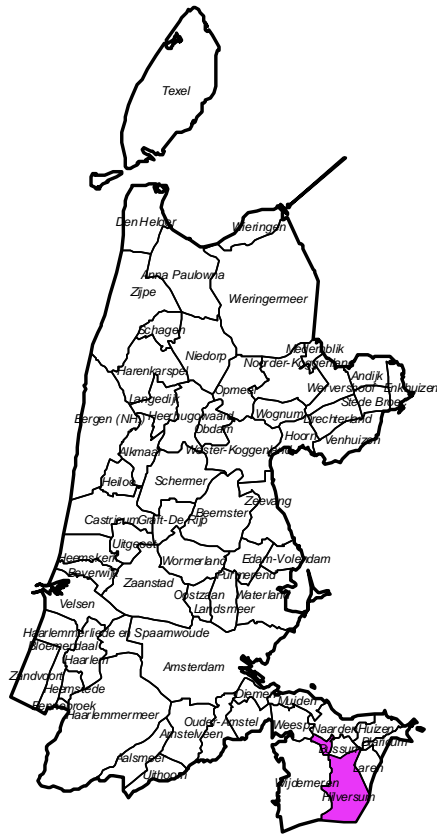 Texel
Den Helder
Wieringen
Anna Paulowna
Zijpe
Wieringermeer
Schagen
Medemblik
Niedorp
Noorder-Koggenland
Harenkarspel
Andijk
Opmeer
Wervershoof
Enkhuizen
Langedijk
Stede Broec
Bergen (NH)
Heerhugowaard
Wognum
Drechterland
Obdam
Hoorn
Venhuizen
Alkmaar
Wester-Koggenland
Heiloo
Schermer
Zeevang
Beemster
Castricum
Graft-De Rijp
Uitgeest
Heemskerk
Wormerland
Edam-Volendam
Beverwijk
Purmerend
Zaanstad
Oostzaan
Waterland
Velsen
Landsmeer
Haarlemmerliede en Spaarnwoude
Bloemendaal
Haarlem
Amsterdam
Zandvoort
Heemstede
Diemen
Bennebroek
Muiden
Haarlemmermeer
Ouder-Amstel
Weesp
Naarden
Huizen
Amstelveen
Blaricum
Bussum
Aalsmeer
Laren
Uithoorn
Wijdemeren
Hilversum